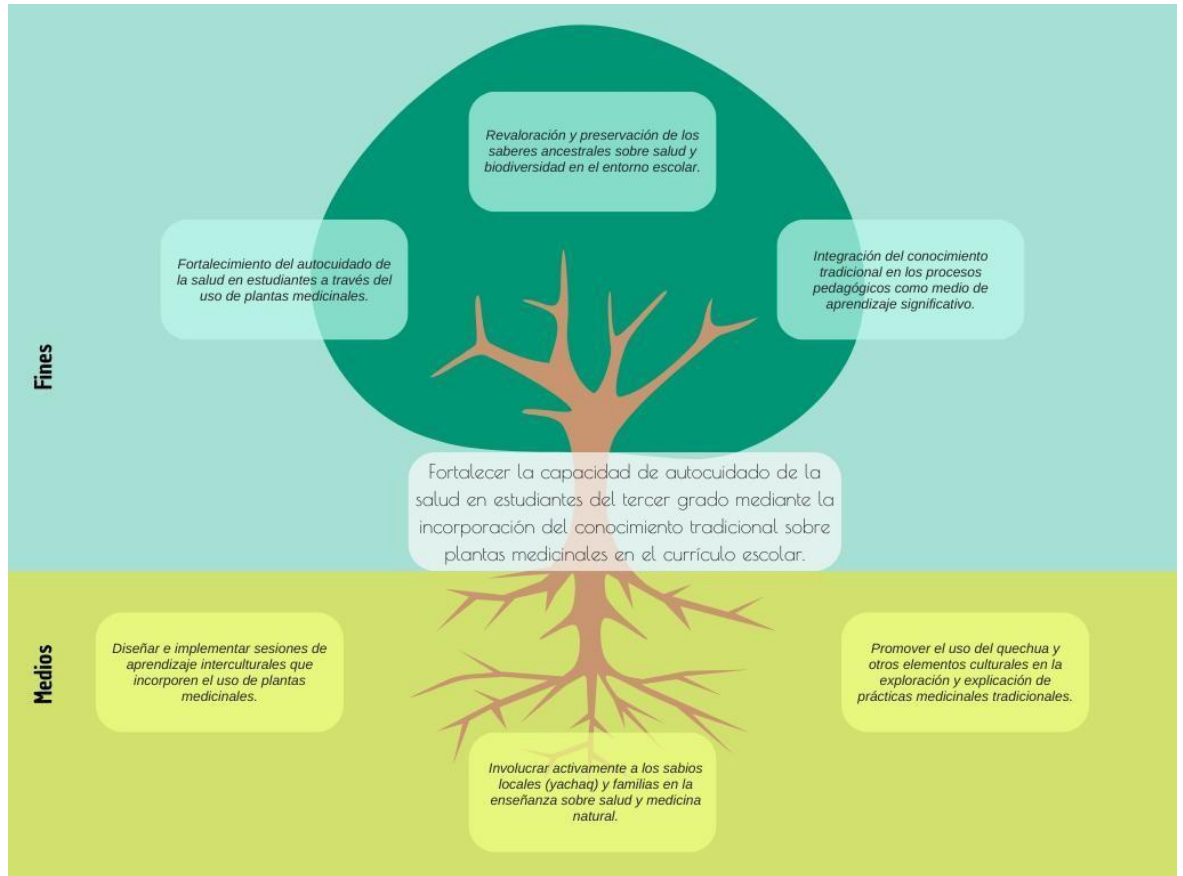 Revaloración y preservación de los
saberes ancestrales sobre salud y
biodiversidad en el entorno escolar.
Fortalecimiento del autocuidado de
la salud en estudiantes a través del
uso de plantas medicinales.
Integración del conocimiento
tradicional en los procesos
pedagógicos como medio de
aprendizaje significativo.
Fines
Fortalecer la capacidad de autocuidado de la
salud en estudiantes del tercer grado mediante la
incorporación del conocimiento tradicional sobre
plantas medicinales en el currículo escolar.
Medios
Diseñar e implementar sesiones de
aprendizaje interculturales que
incorporen el uso de plantas
medicinales.
Promover el uso del quechua y
otros elementos culturales en la
exploración y explicación de
prácticas medicinales tradicionales.
Involucrar activamente a los sabios
locales (yachaq) y familias en la
enseñanza sobre salud y medicina
natural.